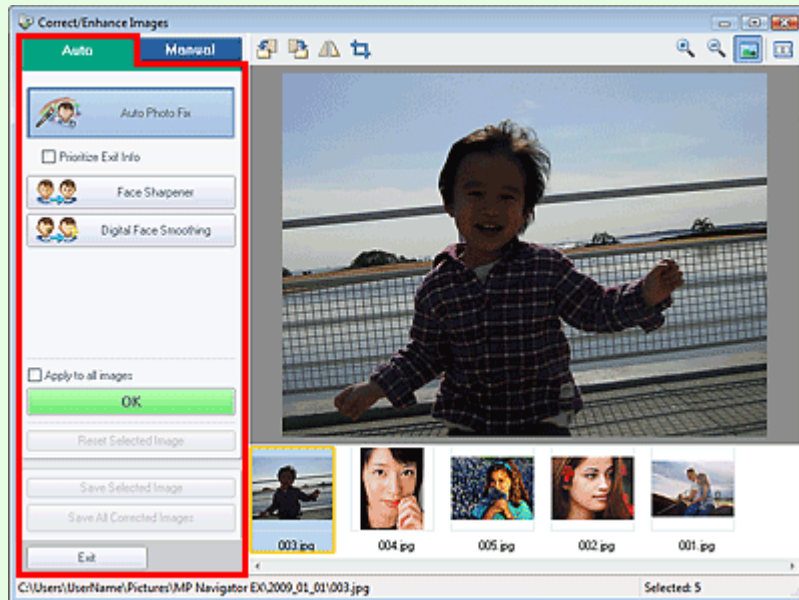 Correct/Enhance Images
Auto
Manual
Auto Photo Fix
Prioritize Exif Info
Face Sharpener
Digital Face Smoothing
Apply to all images
OK
Reset Selected Image
Save Selected Image
Save All Corrected Images
Exit
003.jpg
004.jpg
005.jpg
002.jpg
001.jpg
C:\Users\UserName\Pictures\MP Navigator EX\2009_01_01\003.jpg
Selected: 5